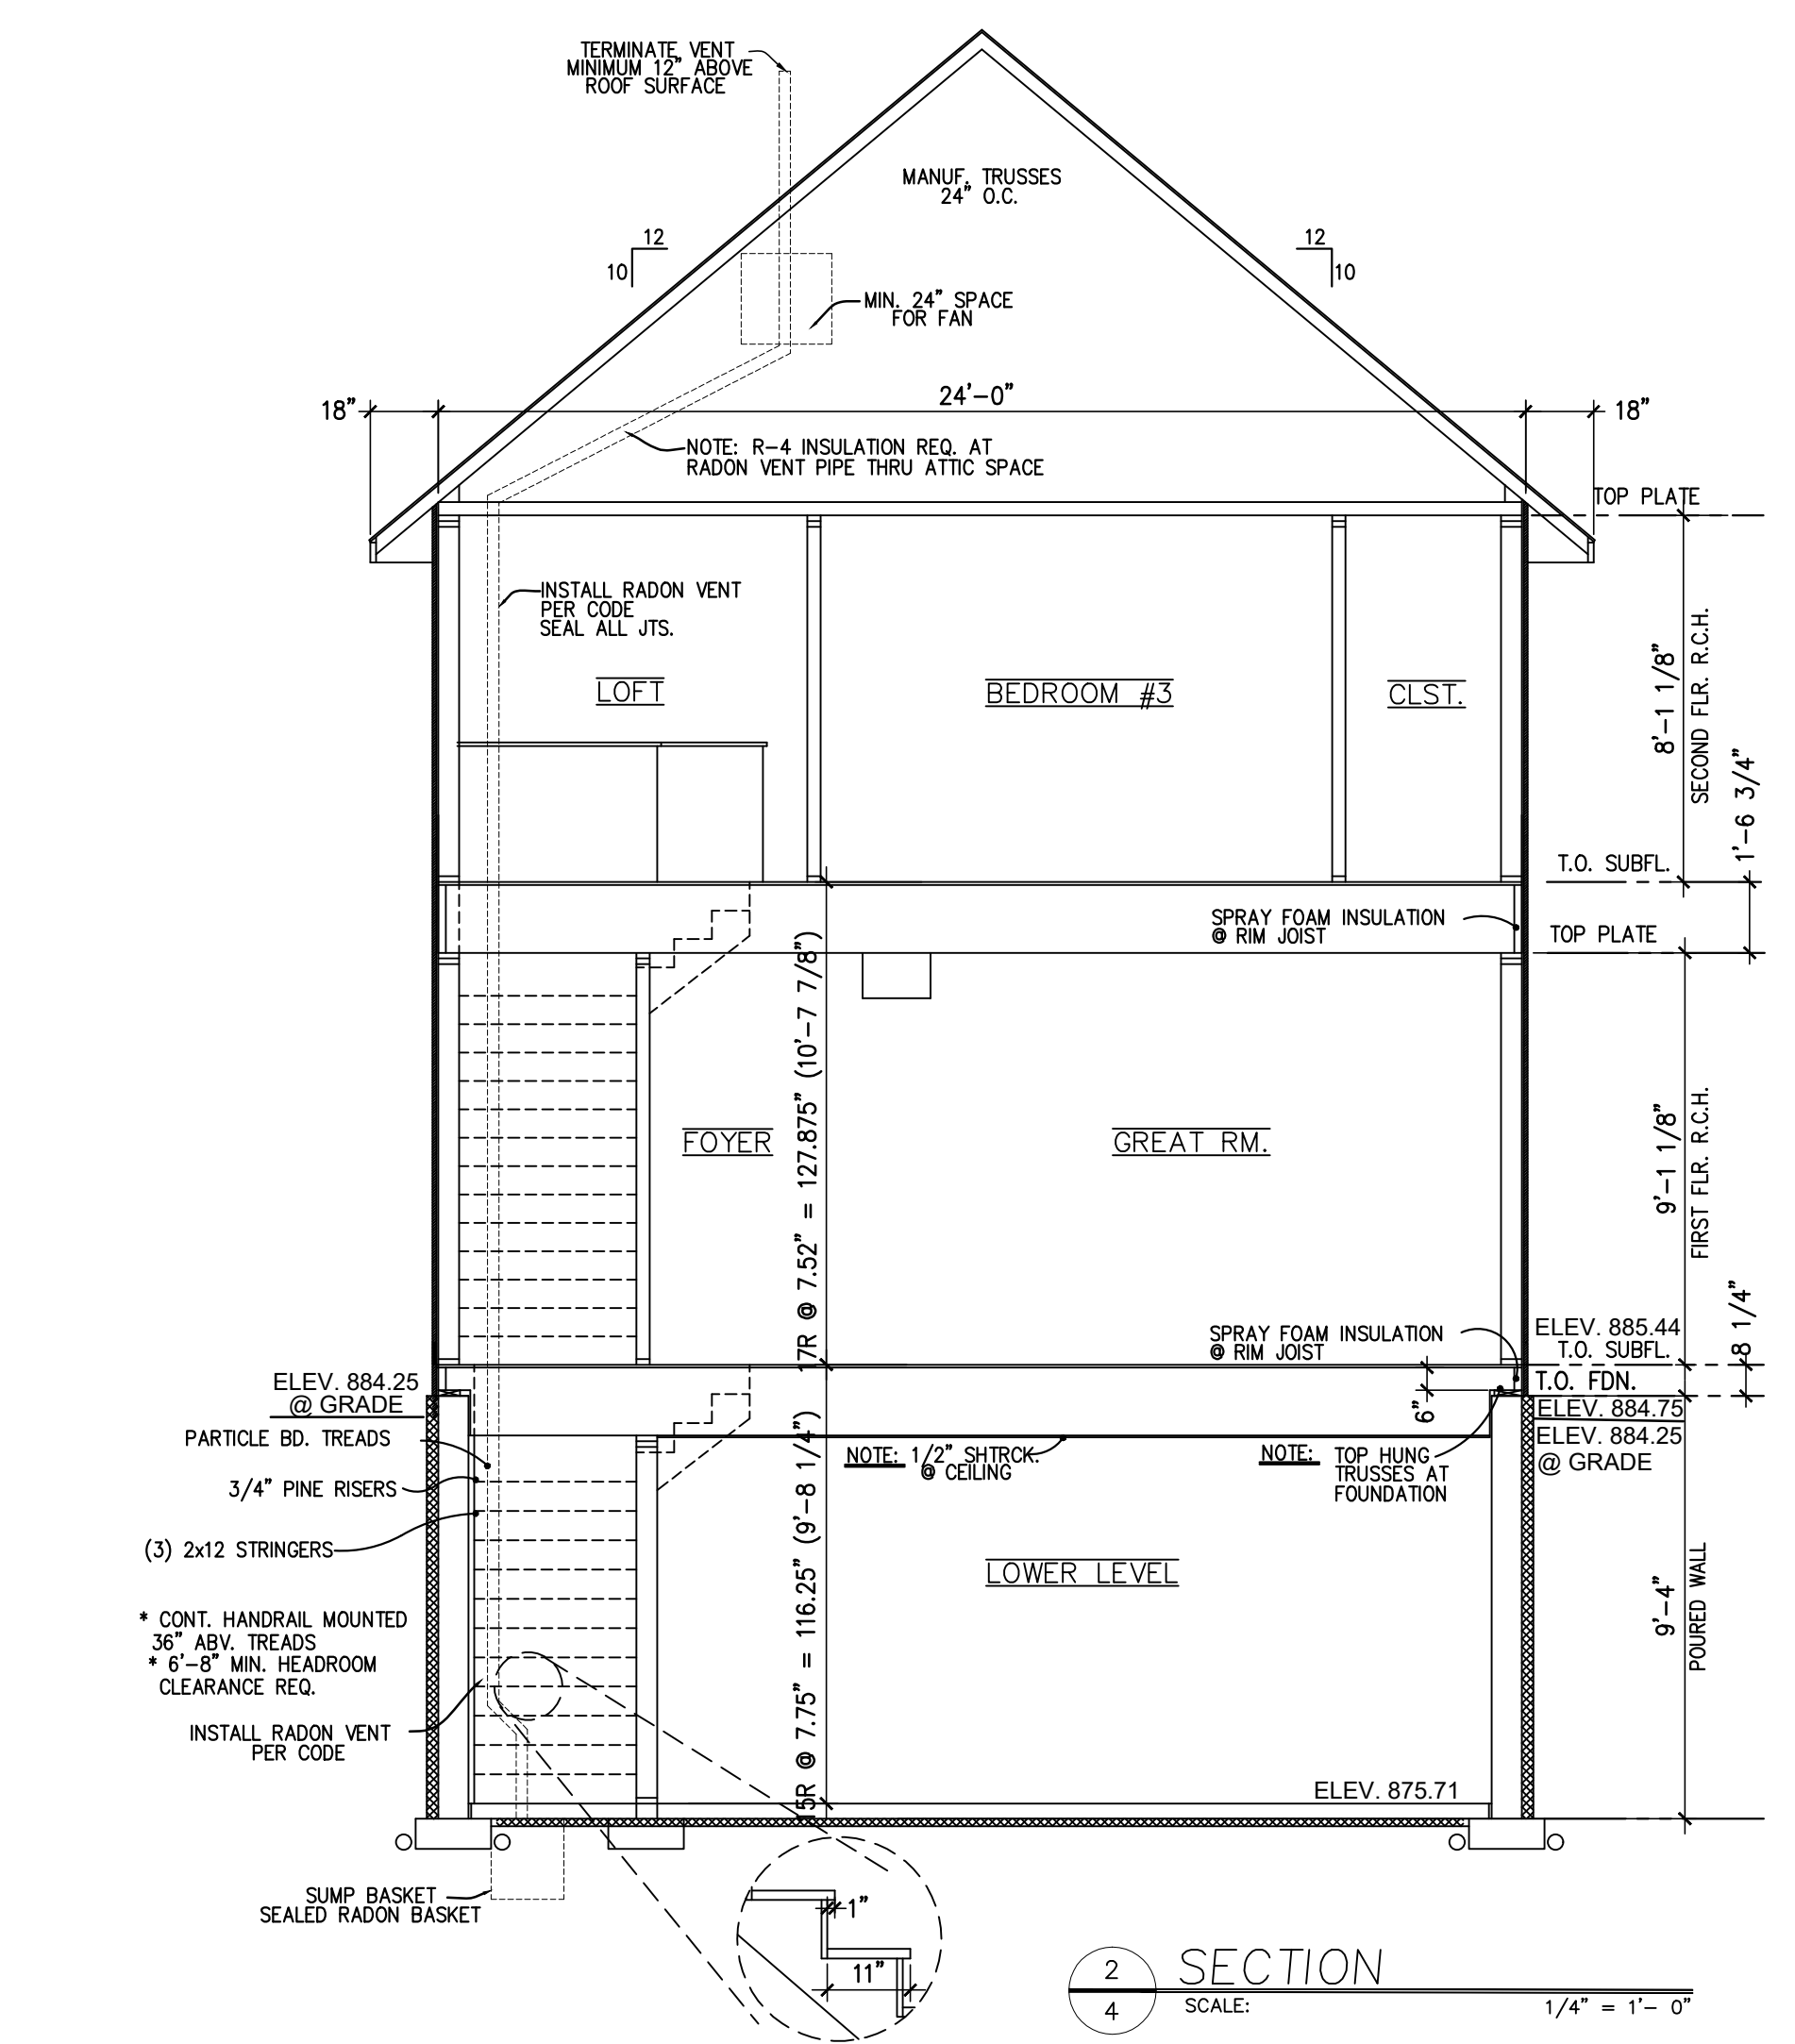 TERMINATE VENT
MINIMUM 12" ABOVE
ROOF SURFACE
MANUF. TRUSSES
24" O.C.
12
10
12
10
MIN. 24" SPACE
FOR FAN
18"
24'-0"
18"
NOTE: R-4 INSULATION REQ. AT
RADON VENT PIPE THRU ATTIC SPACE
TOP PLATE
INSTALL RADON VENT
PER CODE
SEAL ALL JTS.
LOFT
BEDROOM #3
CLST.
8'-1 1/8"
SECOND FLR. R.C.H.
1'-6 3/4"
T.O. SUBFL.
SPRAY FOAM INSULATION
@ RIM JOIST
TOP PLATE
17R @ 7.52" = 127.875" (10'-7 7/8")
FOYER
GREAT RM.
9'-1 1/8"
FIRST FLR. R.C.H.
8 1/4"
SPRAY FOAM INSULATION
@ RIM JOIST
ELEV. 885.44
T.O. SUBFL.
T.O. FDN.
ELEV. 884.75
ELEV. 884.25
@ GRADE
ELEV. 884.25
@ GRADE
6"
PARTICLE BD. TREADS
3/4" PINE RISERS
(3) 2x12 STRINGERS
NOTE: 1/2" SHTRCK.
@ CEILING
NOTE: TOP HUNG
TRUSSES AT
FOUNDATION
15R @ 7.75" = 116.25" (9'-8 1/4")
LOWER LEVEL
9'-4"
POURED WALL
* CONT. HANDRAIL MOUNTED
36" ABV. TREADS
* 6'-8" MIN. HEADROOM
CLEARANCE REQ.
INSTALL RADON VENT
PER CODE
ELEV. 875.71
SUMP BASKET
SEALED RADON BASKET
1"
11"
2
4
SECTION
SCALE: 1/4" = 1'- 0"